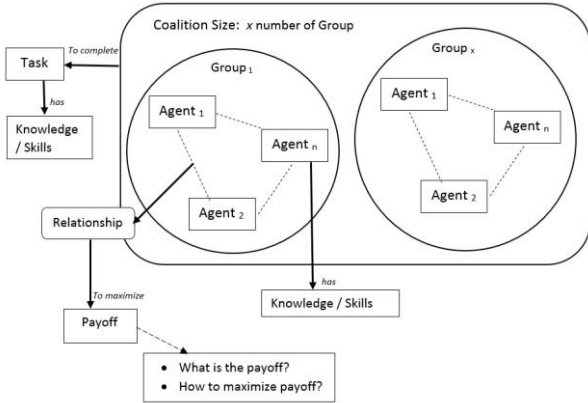 Coalition Size: x number of Group
To complete
Task
has
Knowledge
/ Skills
Group 1
Agent 1
Agent n
Agent 2
Group x
Agent 1
Agent n
Agent 2
Relationship
To maximize
has
Knowledge / Skills
Payoff
• What is the payoff?
• How to maximize payoff?